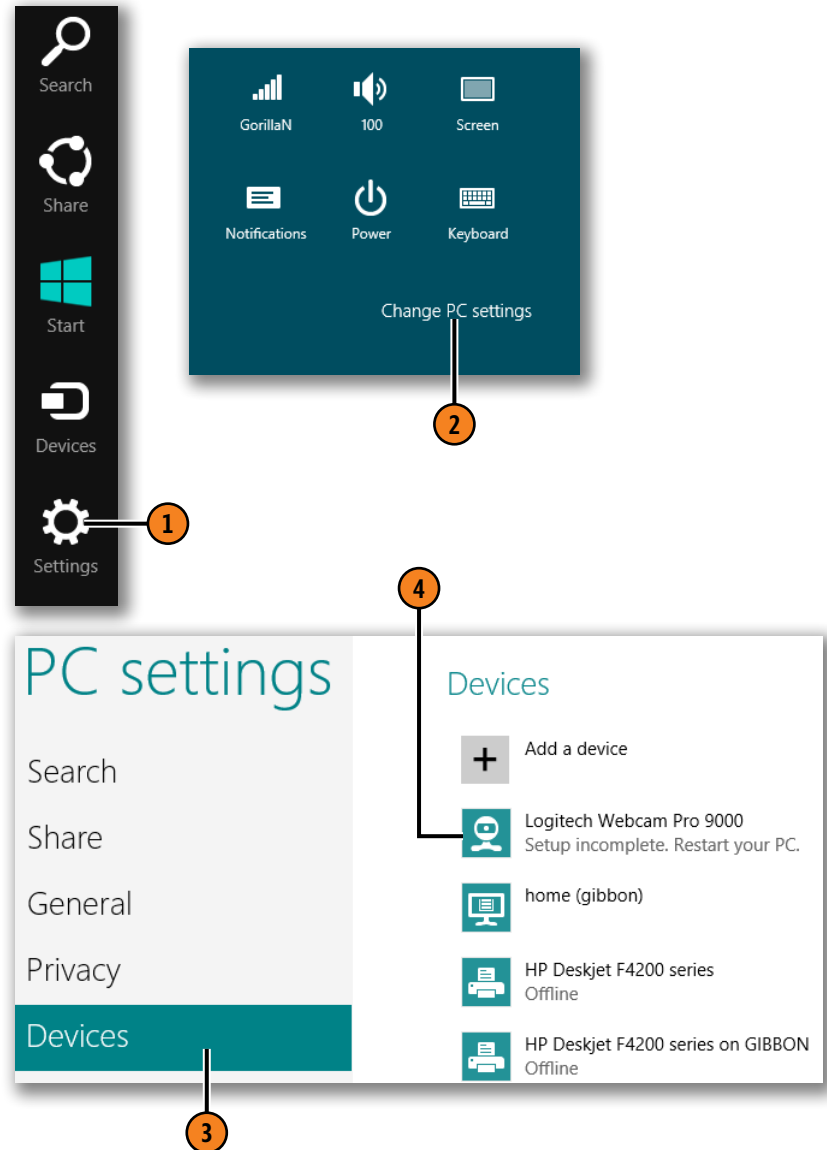 Search
Share
Start
Devices
Settings
1
GorillaN
100
Screen
Notifications
Power
Keyboard
Change PC settings
2
4
PC settings
Search
Share
General
Privacy
Devices
3
Devices
Add a device
Logitech Webcam Pro 9000
Setup incomplete. Restart your PC.
home (gibbon)
HP Deskjet F4200 series
Offline
HP Deskjet F4200 series on GIBBON
Offline